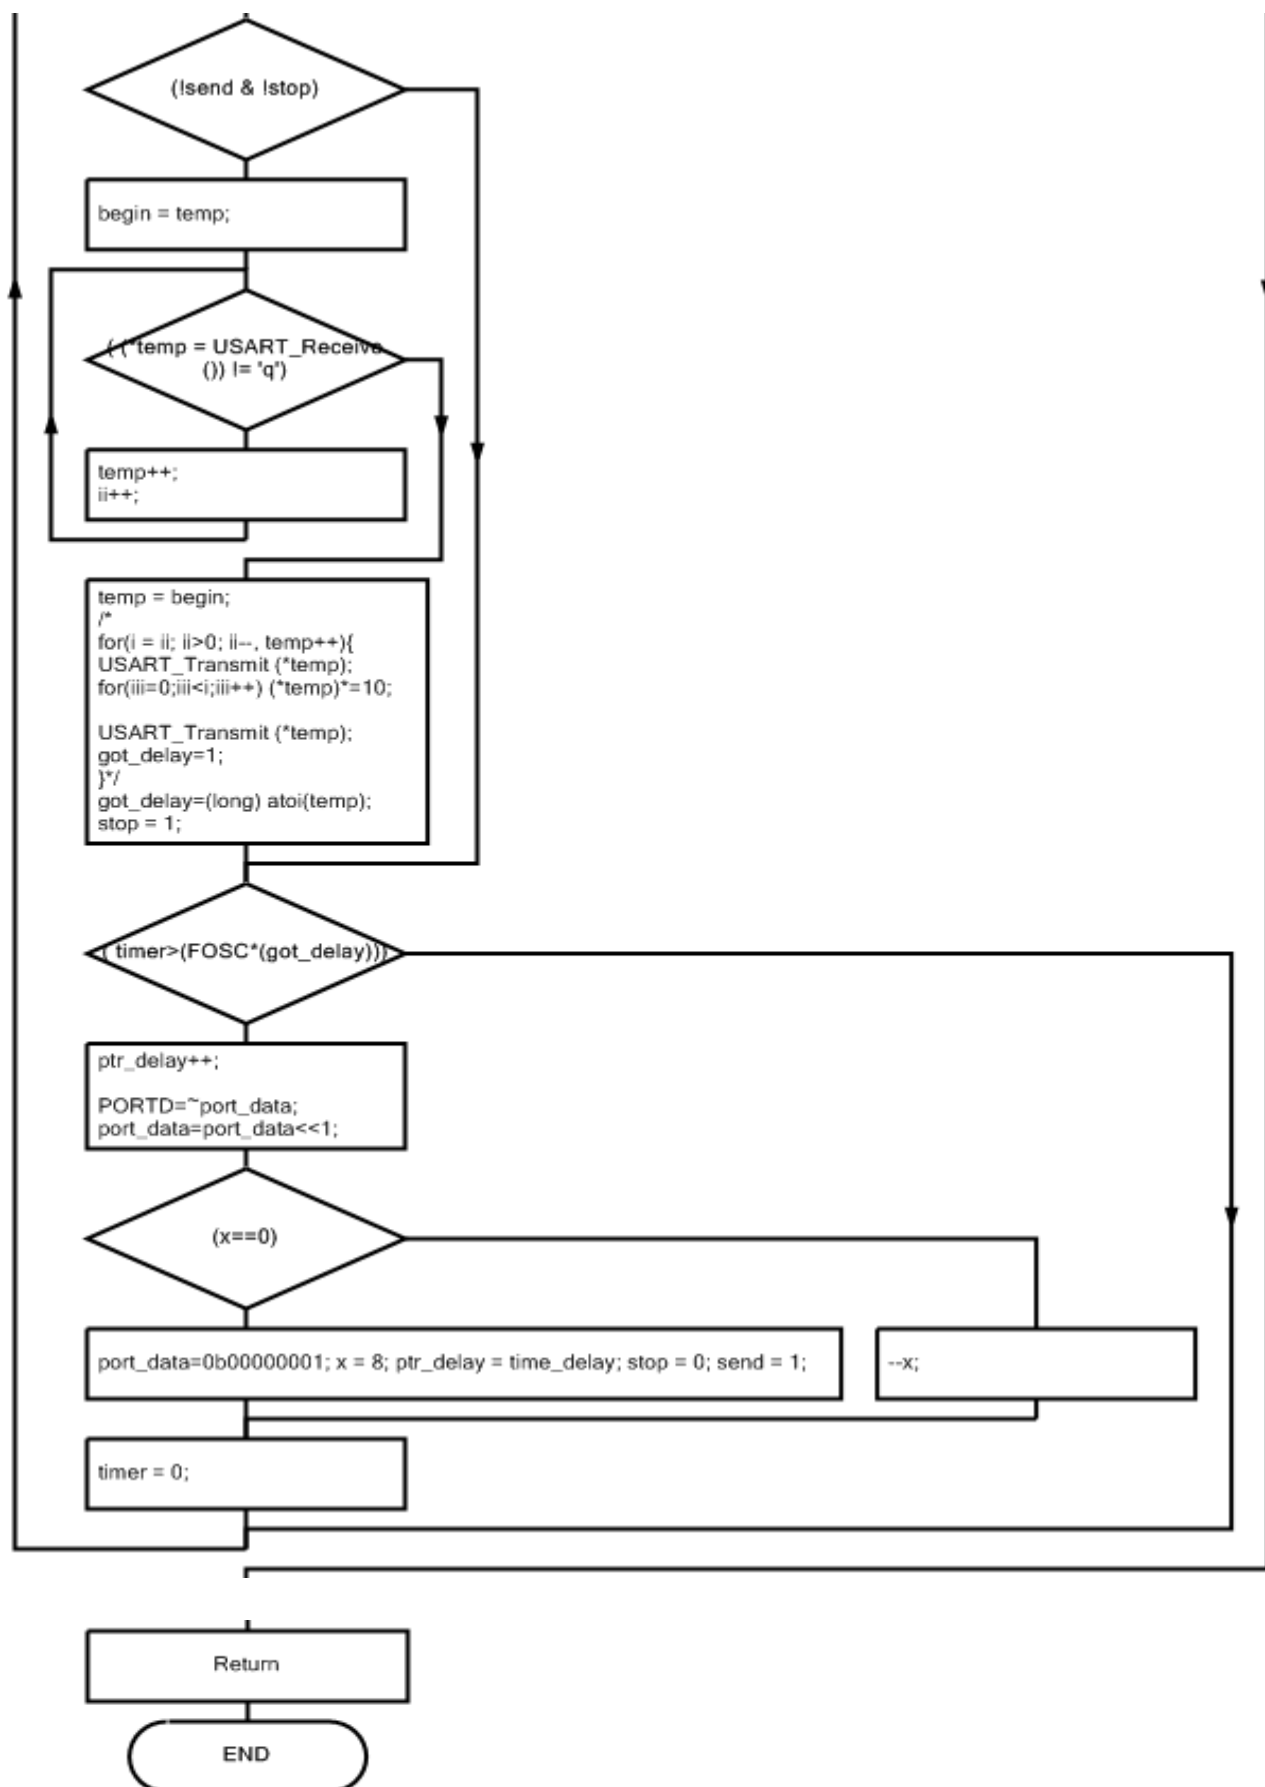 (!send & !stop)
begin = temp;
( (*temp = USART_Receive
()) != 'q')
temp++;
ii++;
temp = begin;
/*
for(i = ii; ii>0; ii--, temp++){
USART_Transmit (*temp);
for(iii=0;iii<i;iii++) (*temp)*=10;
USART_Transmit (*temp);
got_delay=1;
}*/
got_delay=(long) atoi(temp);
stop = 1;
( timer>(FOSC*(got_delay)))
ptr_delay++;
PORTD=~port_data;
port_data=port_data<<1;
(x==0)
port_data=0b00000001; x = 8; ptr_delay = time_delay; stop = 0; send = 1;
--x;
timer = 0;
Return
END